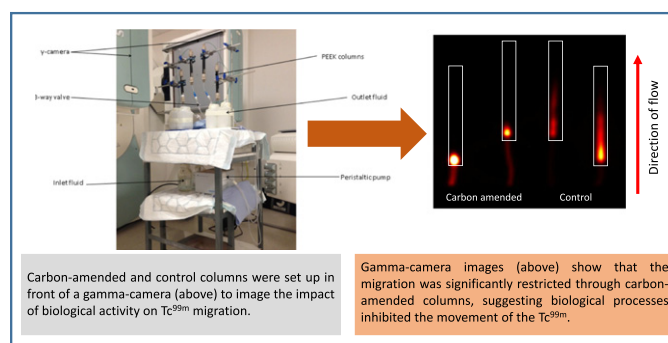 γ-camera
PEEK columns
3-way valve
Outlet fluid
Inlet fluid
Peristaltic pump
Carbon amended
Control
Direction of flow
Carbon-amended and control columns were set up in
front of a gamma-camera (above) to image the impact
of biological activity on Tc99m migration.
Gamma-camera images (above) show that the
migration was significantly restricted through carbon-
amended columns, suggesting biological processes
inhibited the movement of the Tc99m.